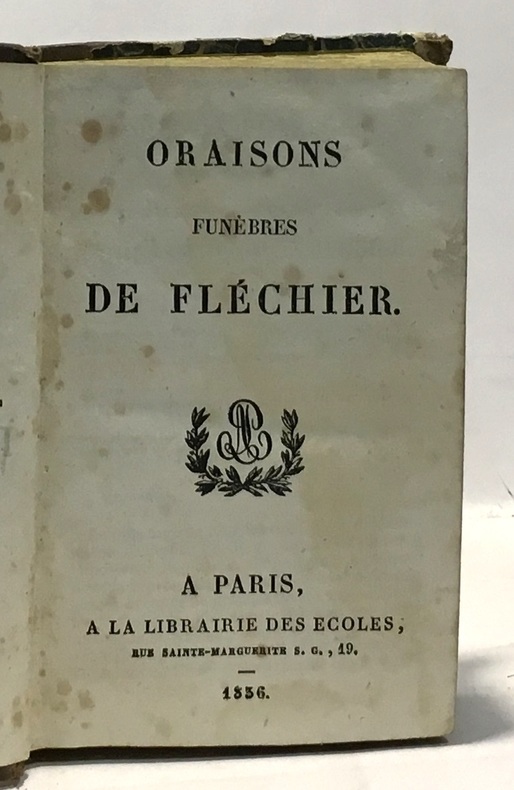 ORAISONS
FUNÈBRES
DE FLÉCHIER.
A PARIS,
A LA LIBRAIRIE DES ECOLES,
RUE SAINTE-MARGUERITE S. G., 19.
1836.